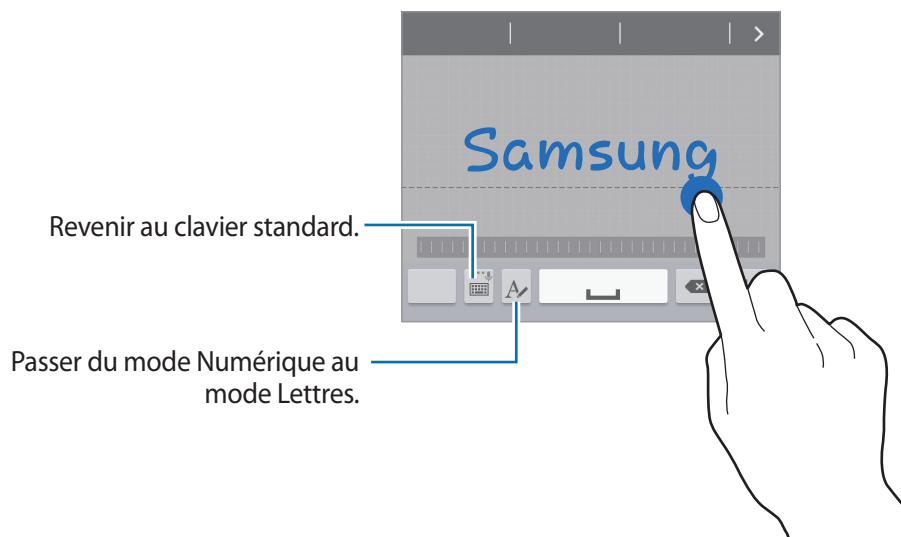 Samsung
Revenir au clavier standard.
A
Passer du mode Numérique au
mode Lettres.